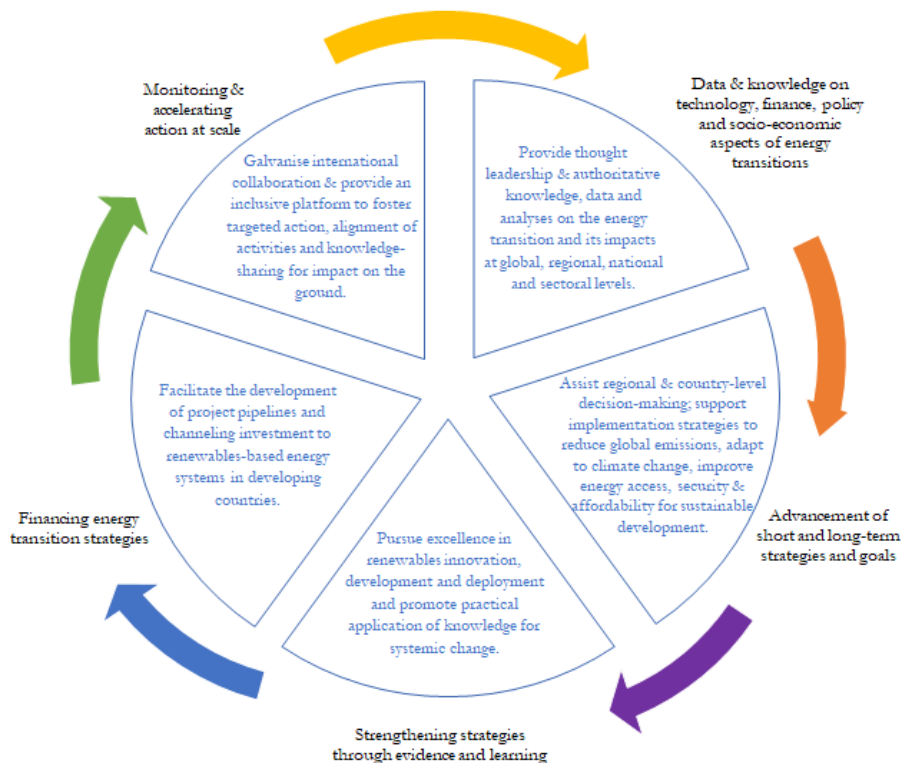 Monitoring &
accelerating
action at scale
Data & knowledge on
technology, finance, policy
and socio-economic
aspects of energy
transitions
Galvanise international
collaboration & provide an
inclusive platform to foster
targeted action, alignment of
activities and knowledge-
sharing for impact on the
ground.
Provide thought
leadership & authoritative
knowledge, data and
analyses on the energy
transition and its impacts
at global, regional, national
and sectoral levels.
Facilitate the development
of project pipelines and
channeling investment to
renewables-based energy
systems in developing
countries.
Assist regional & country-level
decision-making; support
implementation strategies to
reduce global emissions, adapt
to climate change, improve
energy access, security &
affordability for sustainable
development.
Pursue excellence in
renewables innovation,
development and deployment
and promote practical
application of knowledge for
systemic change.
Financing energy
transition strategies
Advancement of
short and long-term
strategies and goals
Strengthening strategies
through evidence and learning